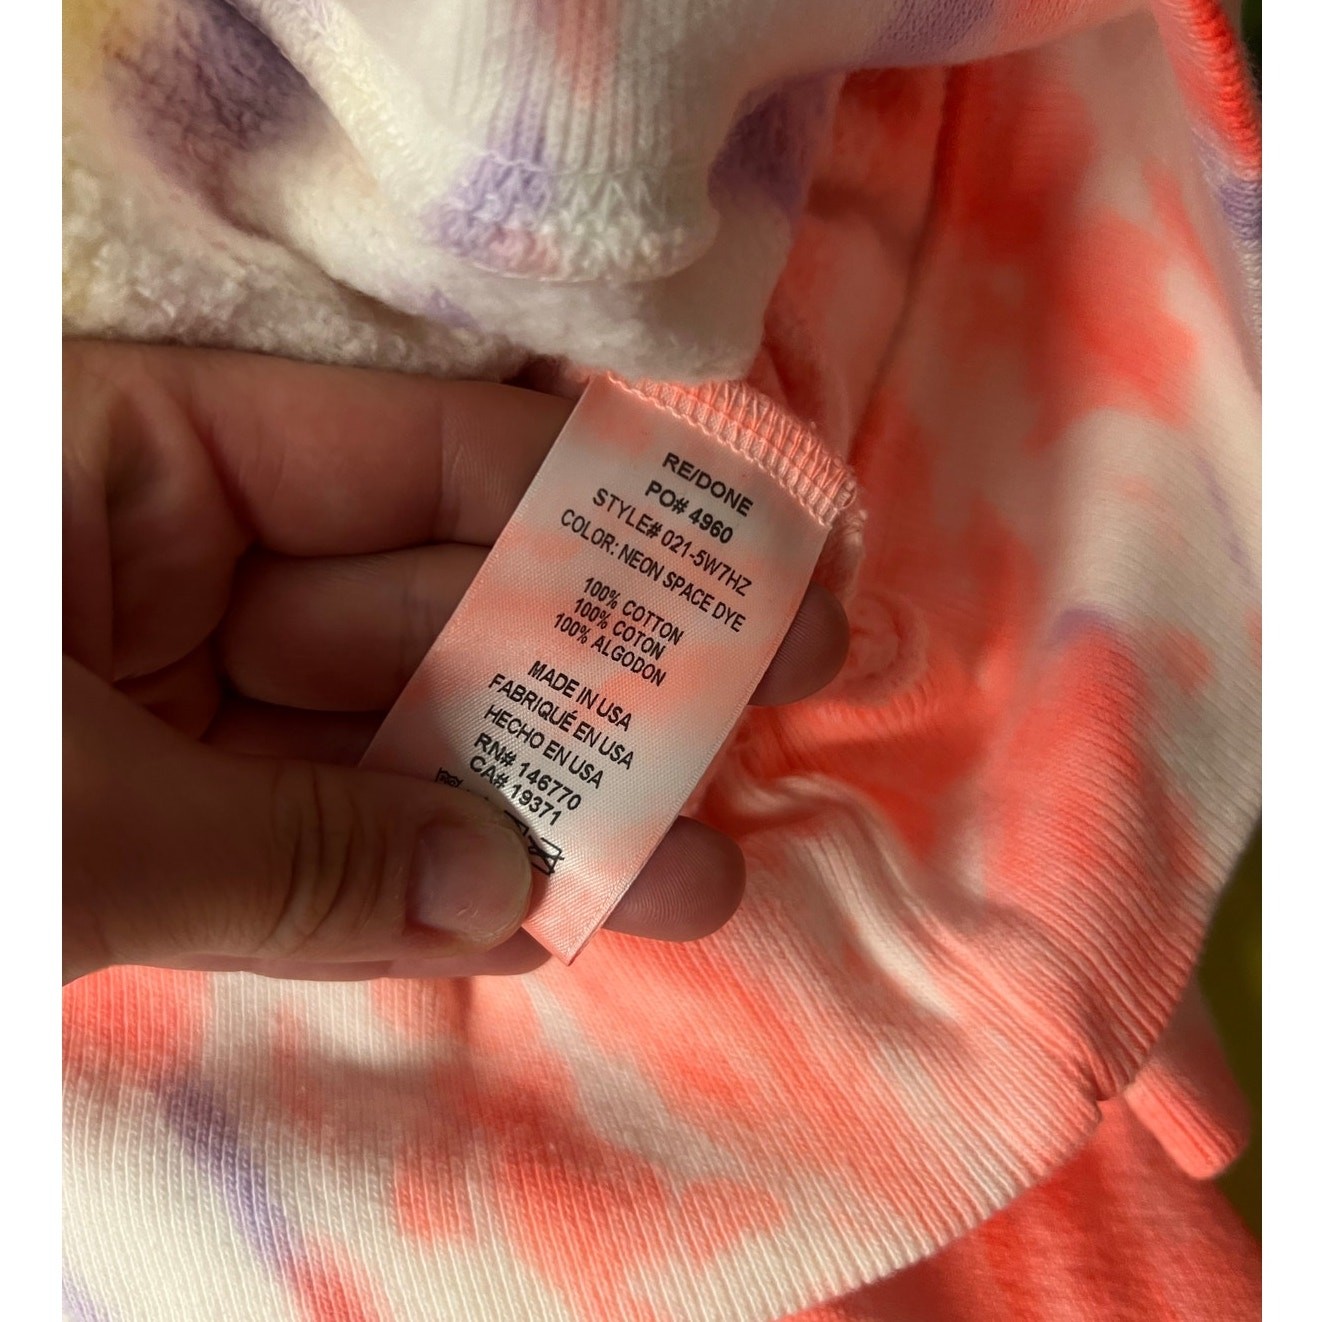 RE/DONE
PO# 4960
STYLE# 021-5W7HZ
COLOR: NEON SPACE DYE
100% COTTON
100% COTON
100% ALGODON
MADE IN USA
FABRIQUÉ EN USA
HECHO EN USA
RN# 146770
CA# 19371